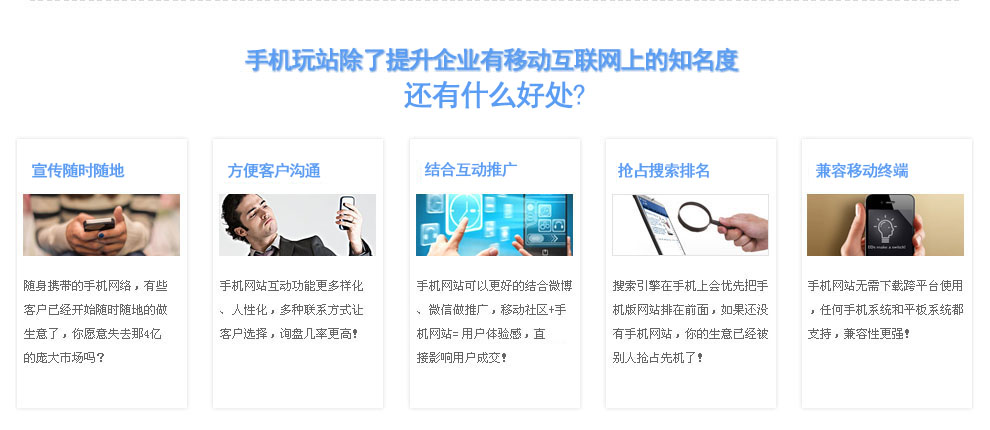 手机玩站除了提升企业有移动互联网上的知名度
还有什么好处?
宣传随时随地
随身携带的手机网络，有些
客户已经开始随时随地的做
生意了，你愿意失去那4亿
的庞大市场吗？
方便客户沟通
手机网站互动功能更多样化
、人性化，多种联系方式让
客户选择，询盘几率更高！
结合互动推广
手机网站可以更好的结合微博
、微信做推广，移动社区+手
机网站= 用户体验感，直
接影响用户成交！
抢占搜索排名
搜索引擎在手机上会优先把手
机版网站排在前面，如果还没
有手机网站，你的生意已经被
别人抢占先机了！
兼容移动终端
手机网站无需下载跨平台使用
，任何手机系统和平板系统都
支持，兼容性更强！